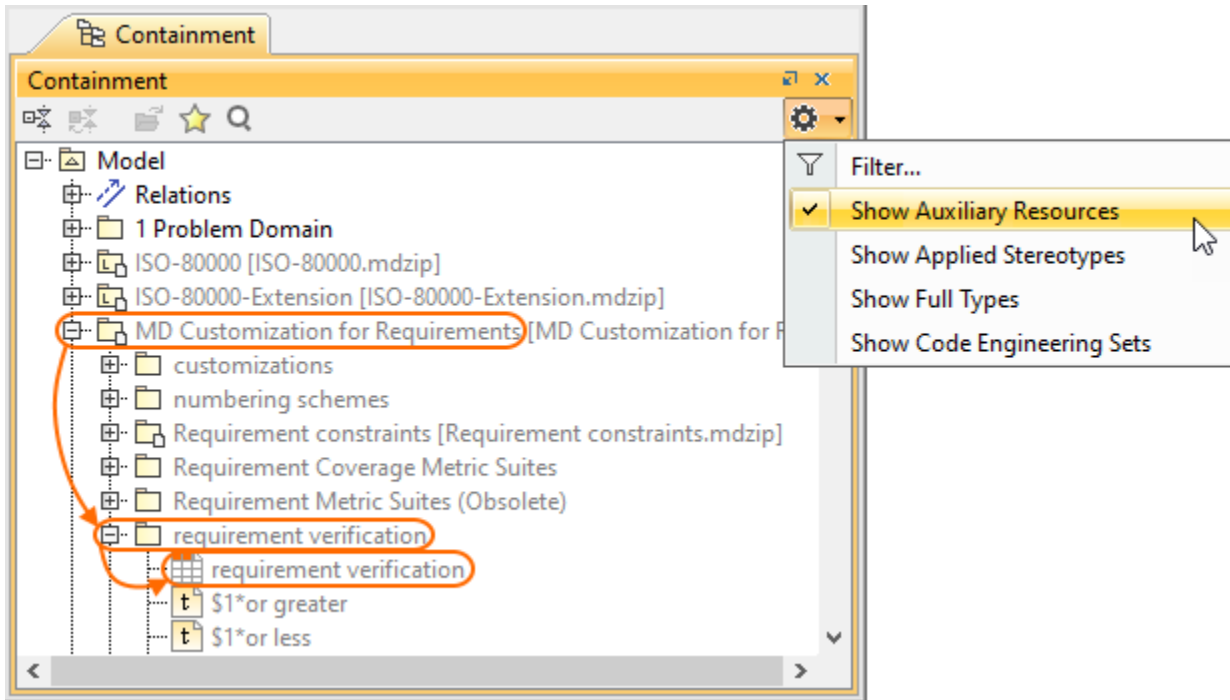 Containment
Containment
Model
Relations
1 Problem Domain
ISO-80000 [ISO-80000.mdzip]
ISO-80000-Extension [ISO-80000-Extension.mdzip]
MD Customization for Requirements [MD Customization for
customizations
numbering schemes
Requirement constraints [Requirement constraints.mdzip]
Requirement Coverage Metric Suites
Requirement Metric Suites (Obsolete)
requirement verification
requirement verification
t $1*or greater
t $1*or less
Filter...
Show Auxiliary Resources
Show Applied Stereotypes
Show Full Types
Show Code Engineering Sets